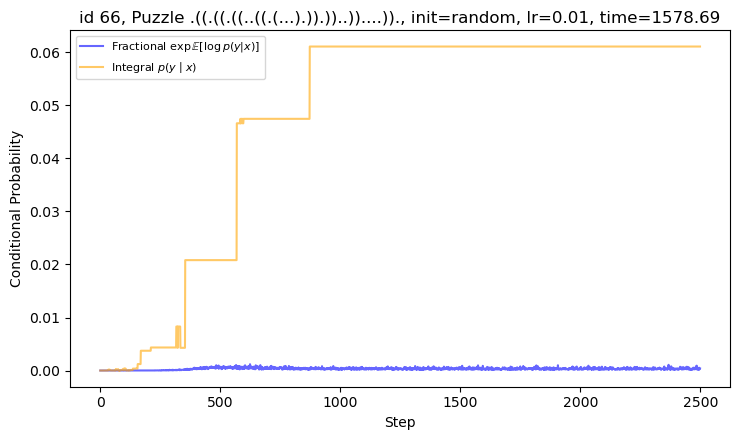 id 66, Puzzle .((.((.((..((.(...).)).))..))....))., init=random, lr=0.01, time=1578.69
Fractional exp𝔼[log p(y|x)]
Integral p(y | x)
0.06
0.05
0.04
0.03
0.02
0.01
0.00
Conditional Probability
0 500 1000 1500 2000 2500
Step